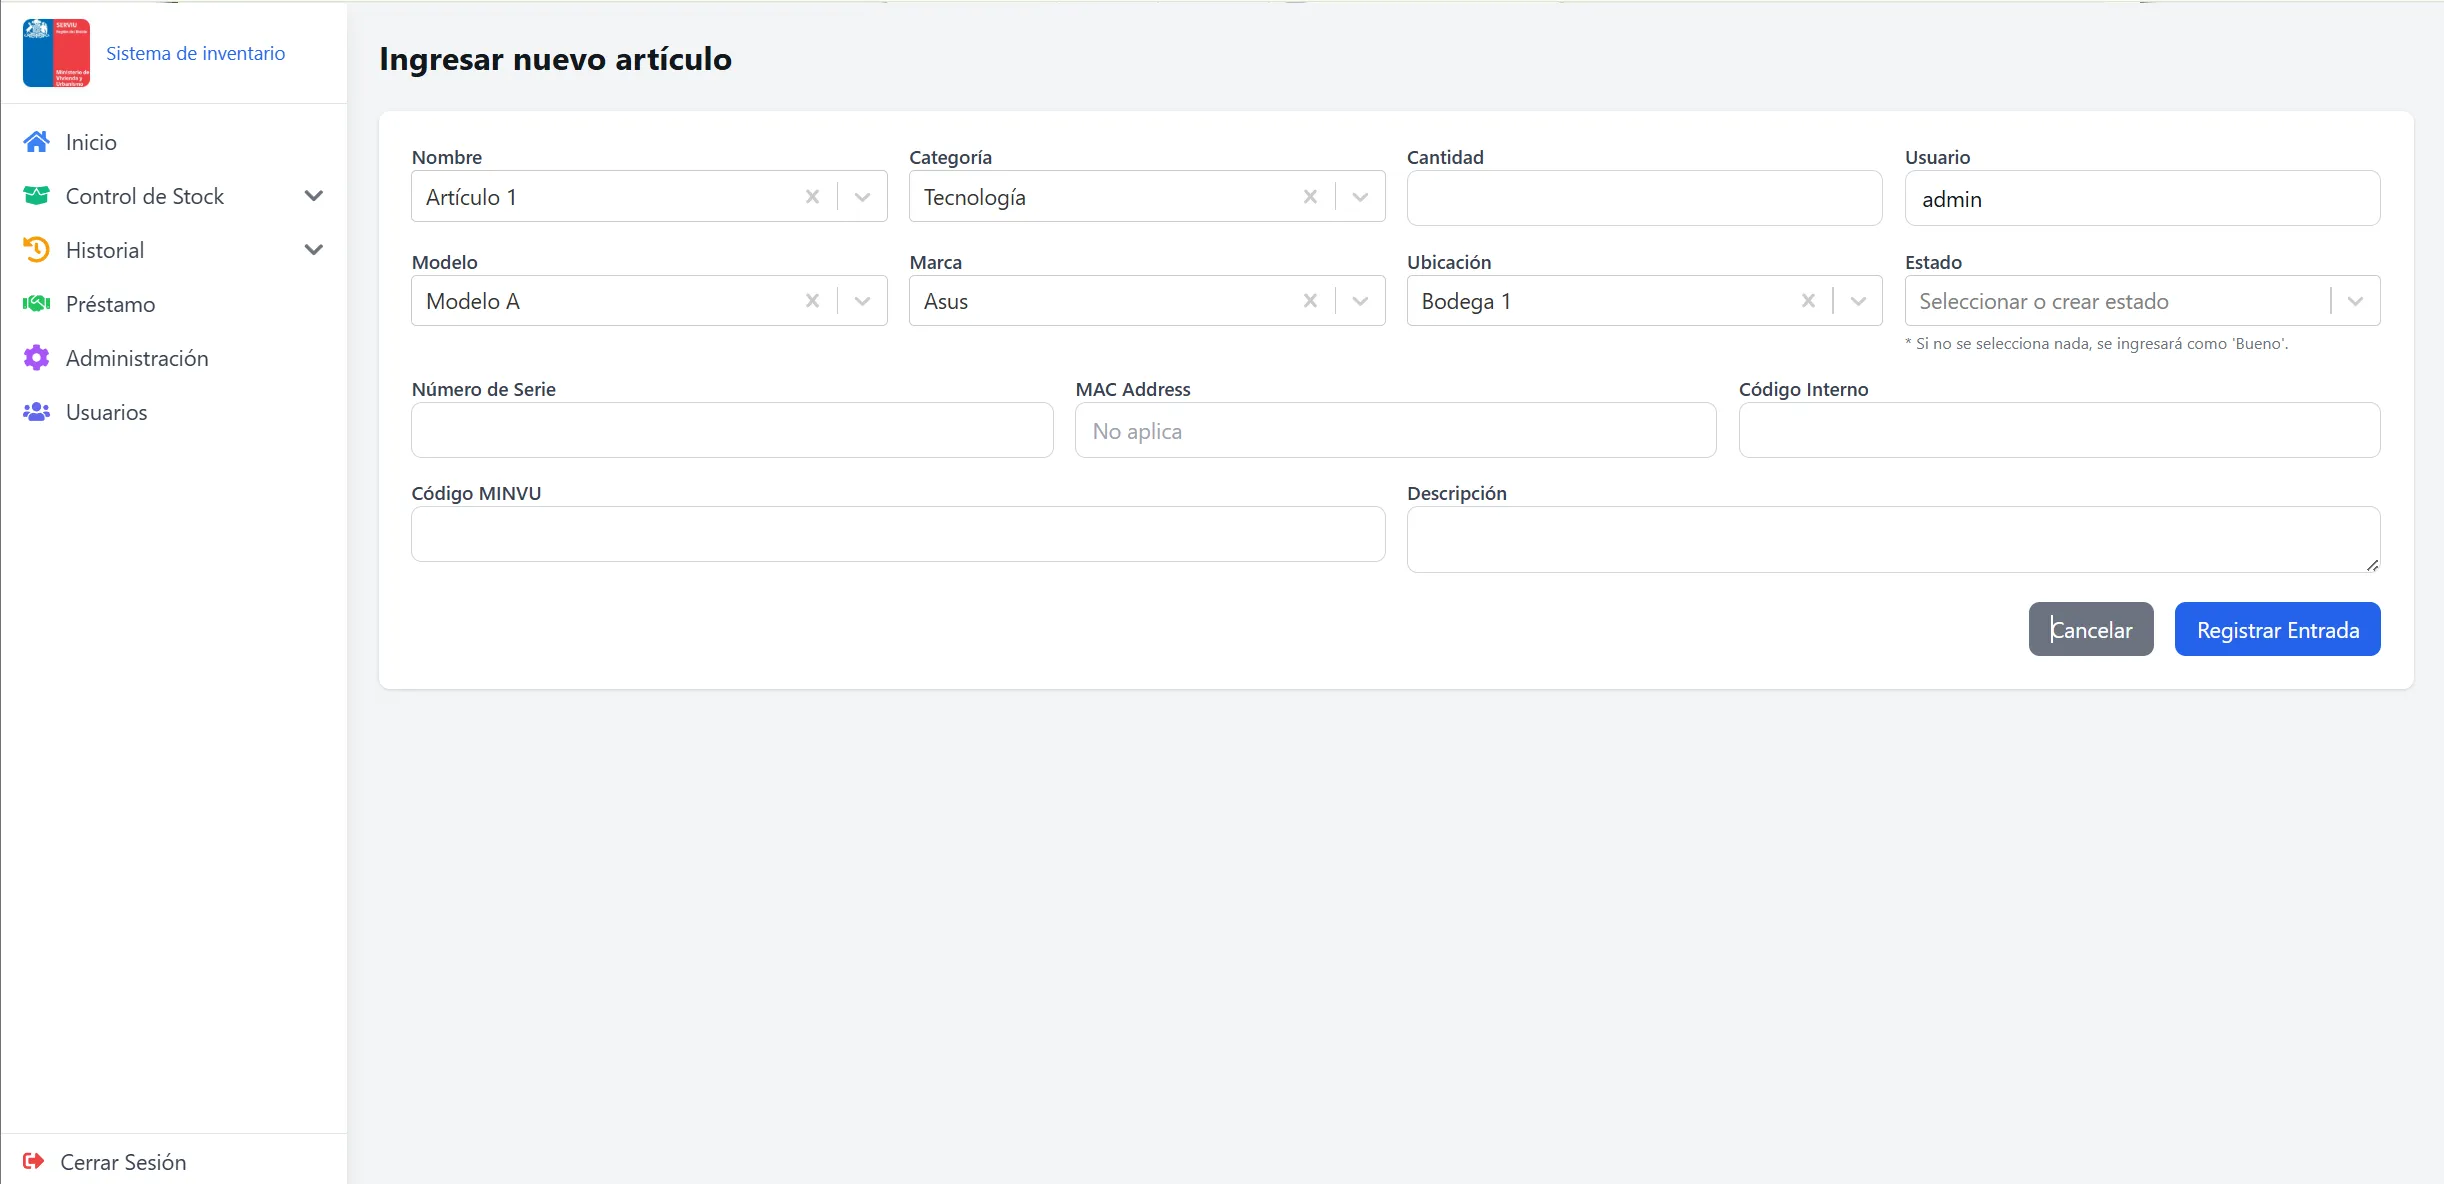 SERVIU
Ministerio de
Vivienda y
Urbanismo
Sistema de inventario
Inicio
Control de Stock
Historial
Préstamo
Administración
Usuarios
Cerrar Sesión
Ingresar nuevo artículo
Nombre Categoría Cantidad Usuario
Artículo 1 Tecnología admin
Modelo Marca Ubicación Estado
Modelo A Asus Bodega 1 Seleccionar o crear estado
* Si no se selecciona nada, se ingresará como 'Bueno'.
Número de Serie MAC Address Código Interno
No aplica
Código MINVU Descripción
Cancelar Registrar Entrada